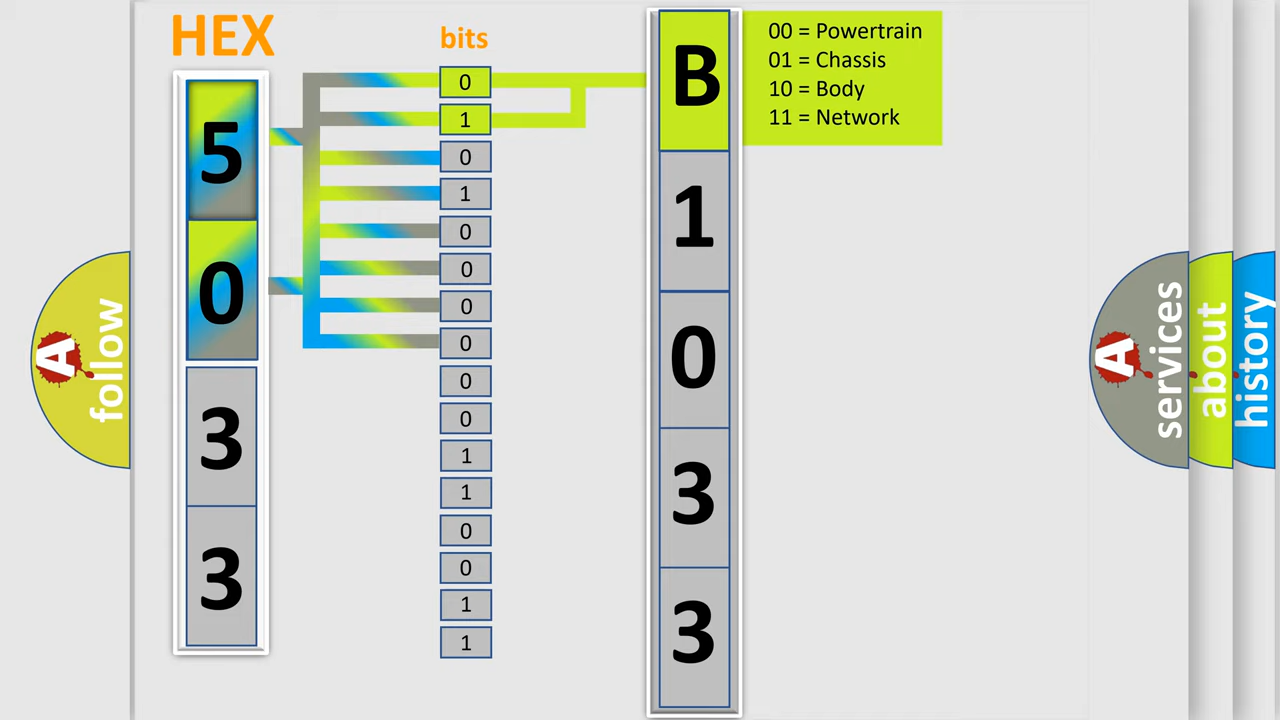 HEX
bits
5
0
3
3
0
1
0
1
0
0
0
0
0
0
1
1
0
0
1
1
B
1
0
3
3
00 = Powertrain
01 = Chassis
10 = Body
11 = Network
A
follow
A
services
about
history